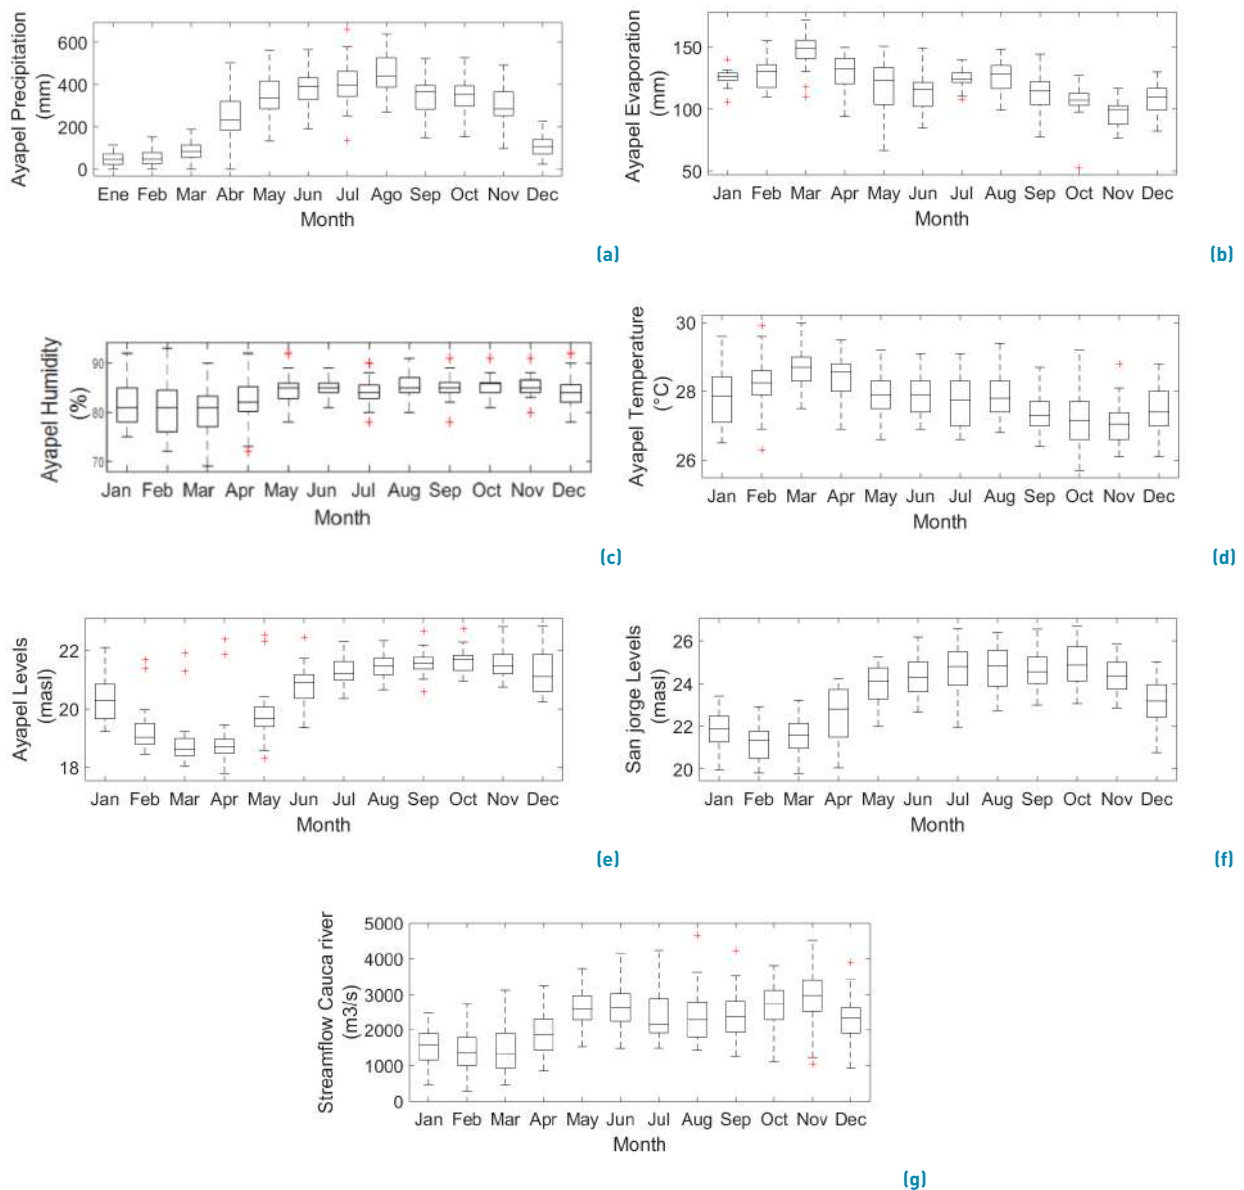 Ayapel Precipitation
(mm)
600
400
200
0
Ene Feb Mar Abr May Jun Jul Ago Sep Oct Nov Dec
Month
(a)
Ayapel Evaporation
(mm)
150
100
50
Jan Feb Mar Apr May Jun Jul Aug Sep Oct Nov Dec
Month
(b)
Ayapel Humidity
(%)
90
80
70
Jan Feb Mar Apr May Jun Jul Aug Sep Oct Nov Dec
Month
(c)
Ayapel Temperature
(°C)
30
28
26
Jan Feb Mar Apr May Jun Jul Aug Sep Oct Nov Dec
Month
(d)
Ayapel Levels
(masl)
22
20
18
Jan Feb Mar Apr May Jun Jul Aug Sep Oct Nov Dec
Month
(e)
San jorge Levels
(masl)
26
24
22
20
Jan Feb Mar Apr May Jun Jul Aug Sep Oct Nov Dec
Month
(f)
Streamflow Cauca river
(m3/s)
5000
4000
3000
2000
1000
0
Jan Feb Mar Apr May Jun Jul Aug Sep Oct Nov Dec
Month
(g)